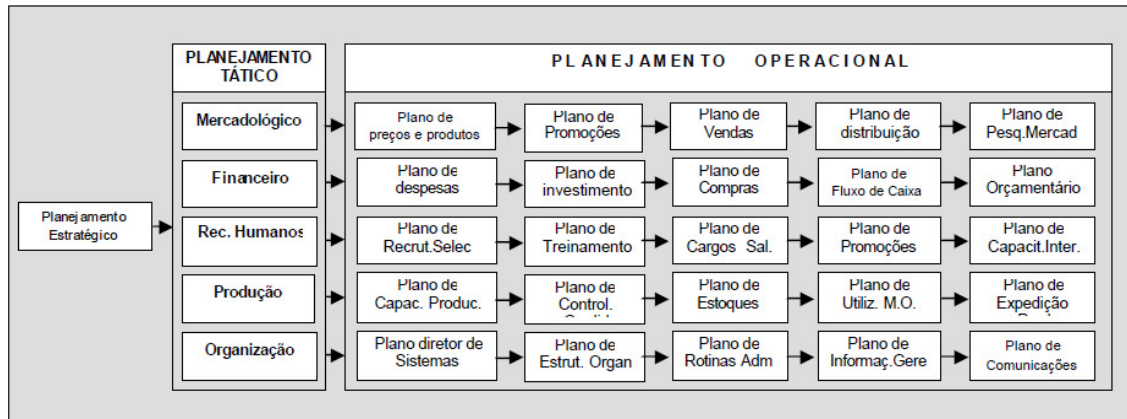 PLANEJAMENTO
TÁTICO
PLANEJAMENTO OPERACIONAL
Mercadológico
Plano de
preços e produtos
Plano de
Promoções
Plano de
Vendas
Plano de
distribuição
Plano de
Pesq.Mercad
Financeiro
Plano de
despesas
Plano de
investimento
Plano de
Compras
Plano de
Fluxo de Caixa
Plano
Orçamentário
Planejamento
Estratégico
Rec. Humanos
Plano de
Recrut.Selec
Plano de
Treinamento
Plano de
Cargos Sal.
Plano de
Promoções
Plano de
Capacit.Inter.
Produção
Plano de
Capac. Produc.
Plano de
Control.
Plano de
Estoques
Plano de
Utiliz. M.O.
Plano de
Expedição
Organização
Plano diretor de
Sistemas
Plano de
Estrut. Organ
Plano de
Rotinas Adm
Plano de
Informaç.Gere
Plano de
Comunicações